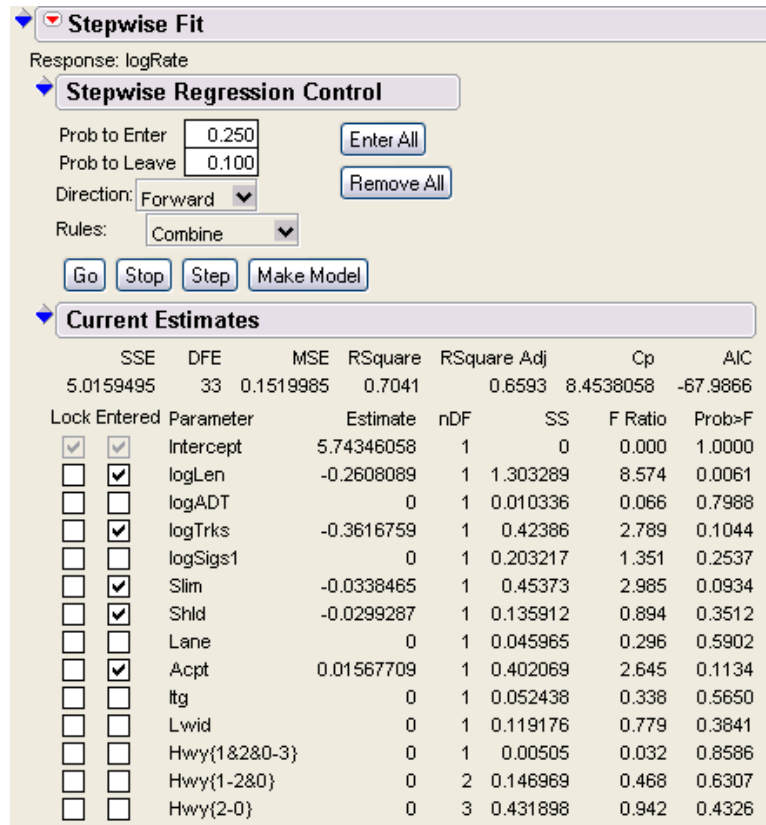 Stepwise Fit
Response: logRate
Stepwise Regression Control
Prob to Enter 0.250 Enter All
Prob to Leave 0.100 Remove All
Direction: Forward
Rules: Combine
Go Stop Step Make Model
Current Estimates
SSE DFE MSE RSquare RSquare Adj Cp AIC
5.0159495 33 0.1519985 0.7041 0.6593 8.4538058 -67.9866
Lock Entered Parameter Estimate nDF SS F Ratio Prob>F
Intercept 5.74346058 1 0 0.000 1.0000
logLen -0.2608089 1 1.303289 8.574 0.0061
logADT 0 1 0.010336 0.066 0.7988
logTrks -0.3616759 1 0.42386 2.789 0.1044
logSigs1 0 1 0.203217 1.351 0.2537
Slim -0.0338465 1 0.45373 2.985 0.0934
Shld -0.0299287 1 0.135912 0.894 0.3512
Lane 0 1 0.045965 0.296 0.5902
Acpt 0.01567709 1 0.402069 2.645 0.1134
Itg 0 1 0.052438 0.338 0.5650
Lwid 0 1 0.119176 0.779 0.3841
Hwy{1&2&0-3} 0 1 0.00505 0.032 0.8586
Hwy{1-2&0} 0 2 0.146969 0.468 0.6307
Hwy{2-0} 0 3 0.431898 0.942 0.4326